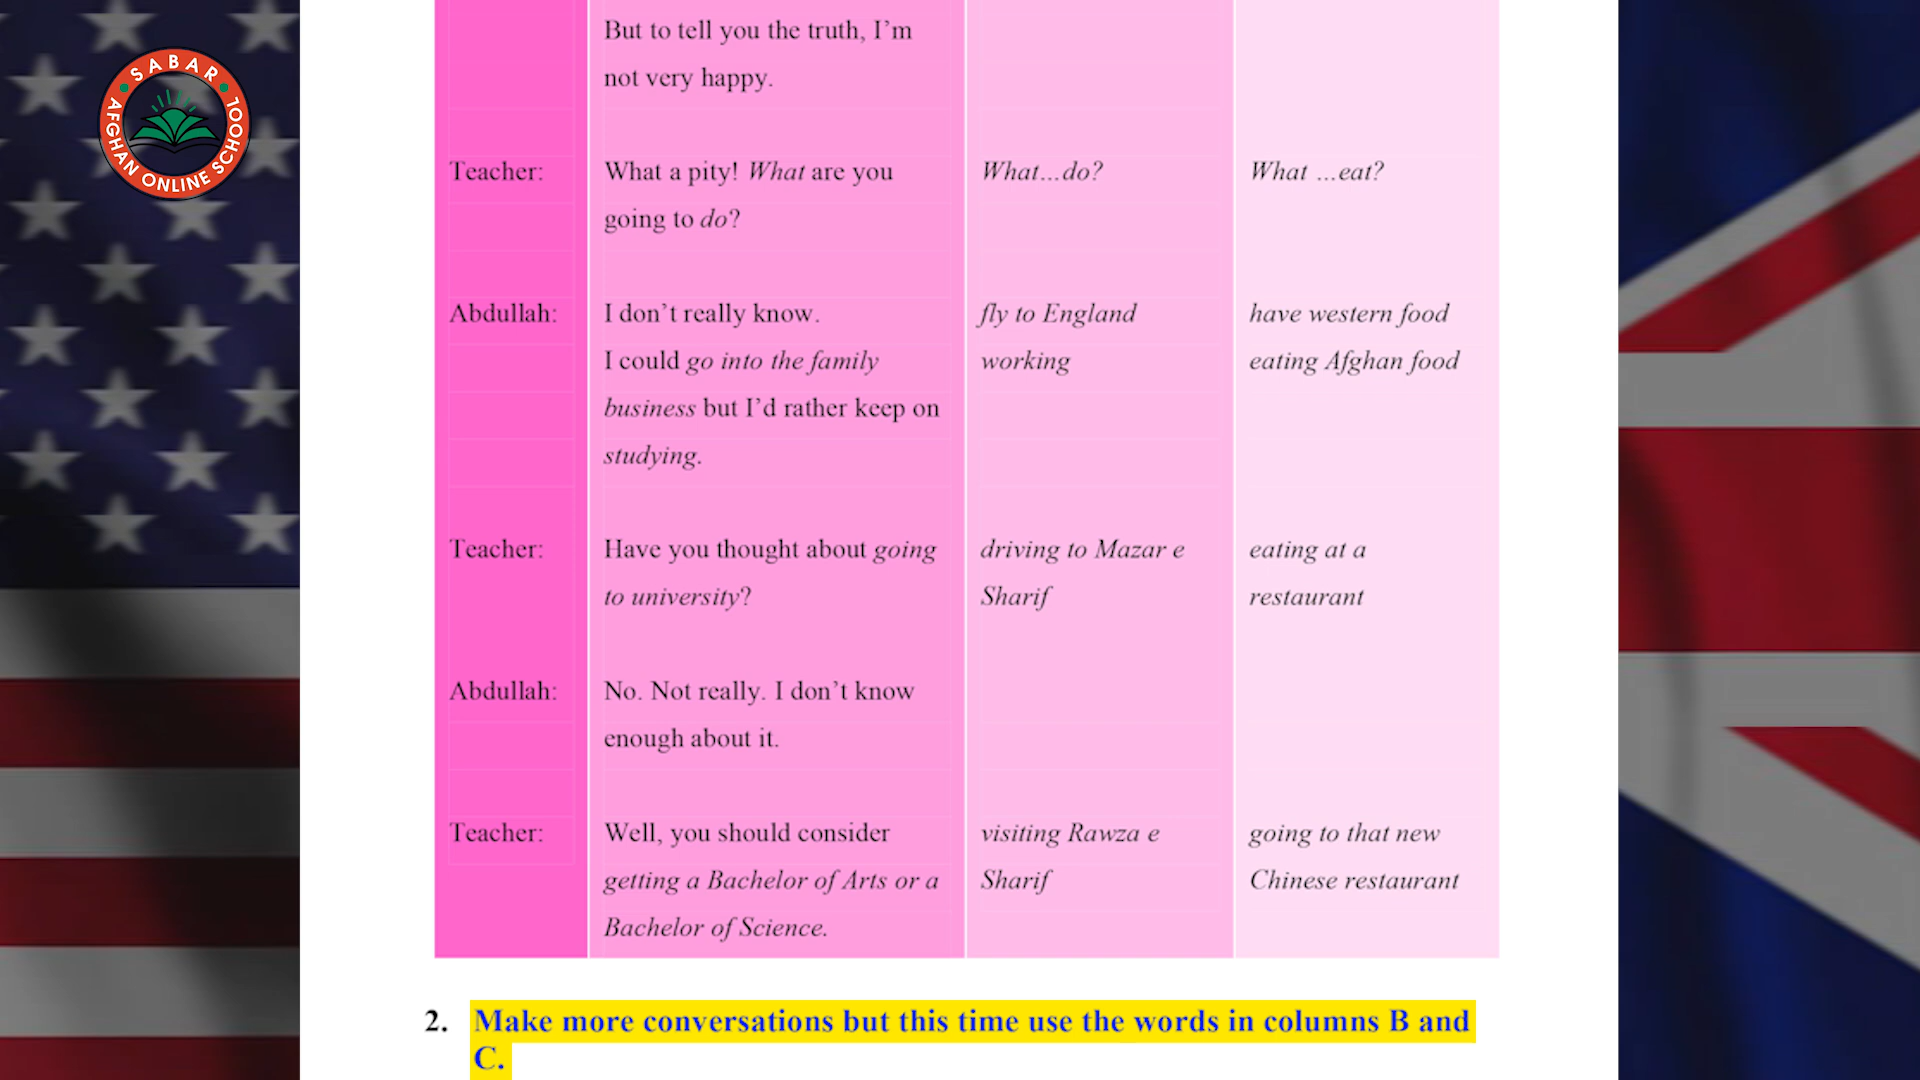 SABAR
AFGHAN ONLINE SCHOOL
But to tell you the truth, I’m
not very happy.
Teacher: What a pity! What are you What...do? What ...eat?
going to do?
Abdullah: I don’t really know. fly to England have western food
I could go into the family working eating Afghan food
business but I’d rather keep on
studying.
Teacher: Have you thought about going driving to Mazar e eating at a
to university? Sharif restaurant
Abdullah: No. Not really. I don’t know
enough about it.
Teacher: Well, you should consider visiting Rawza e going to that new
getting a Bachelor of Arts or a Sharif Chinese restaurant
Bachelor of Science.
2. Make more conversations but this time use the words in columns B and
C.